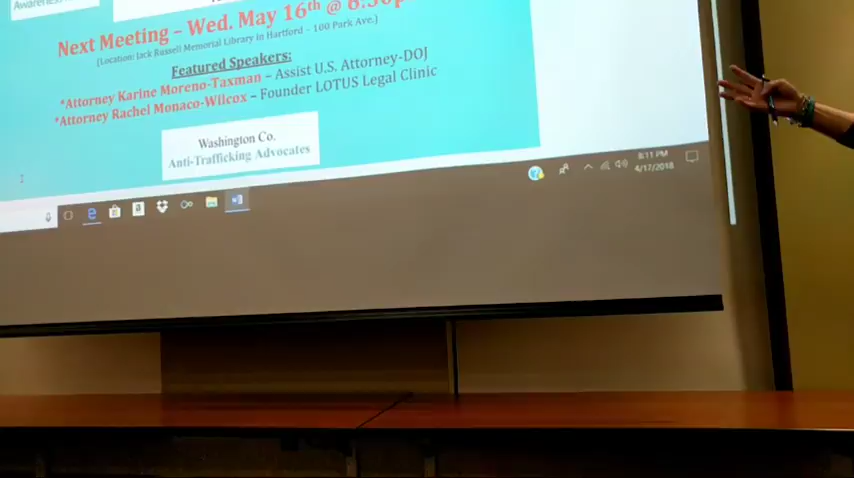 Awareness
Next Meeting – Wed. May 16th @
(Location: Jack Russell Memorial Library in Hartford – 100 Park Ave.)
Featured Speakers:
*Attorney Karine Moreno-Taxman – Assist U.S. Attorney-DOJ
*Attorney Rachel Monaco-Wilcox – Founder LOTUS Legal Clinic
Washington Co.
Anti-Trafficking Advocates
8:11 PM
4/17/2018